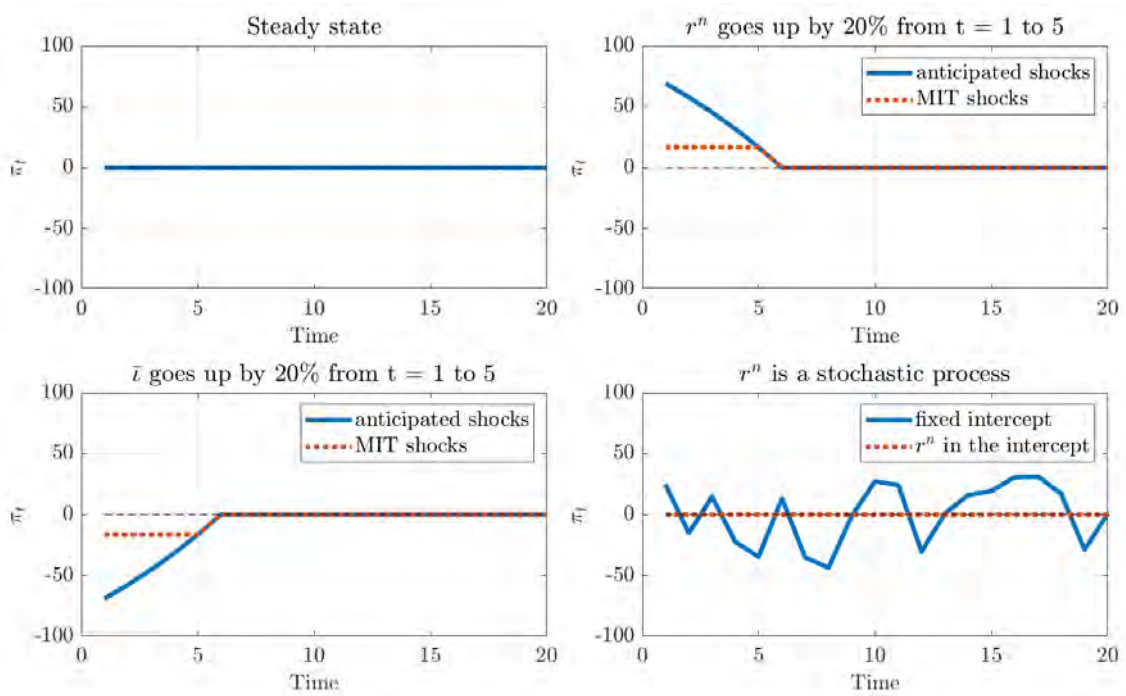 Steady state
100
50
0
-50
-100
π̄ₜ
0 5 10 15 20
Time
rⁿ goes up by 20% from t = 1 to 5
100
50
0
-50
-100
πₜ
anticipated shocks
MIT shocks
0 5 10 15 20
Time
ῑ goes up by 20% from t = 1 to 5
100
50
0
-50
-100
π̄ₜ
anticipated shocks
MIT shocks
0 5 10 15 20
Time
rⁿ is a stochastic process
100
50
0
-50
-100
π̄ₜ
fixed intercept
rⁿ in the intercept
0 5 10 15 20
Time